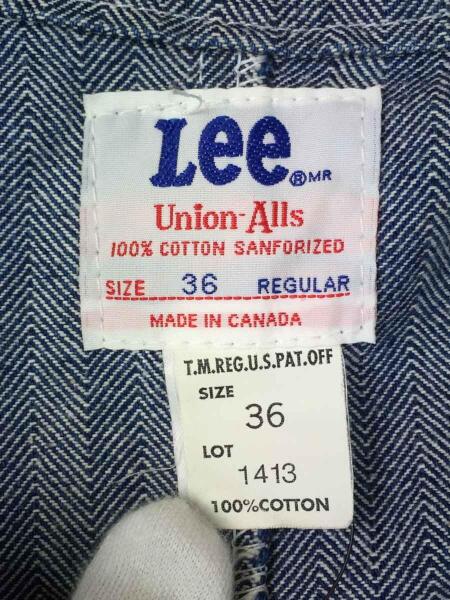 Lee ® MR
Union-Alls
100% COTTON SANFORIZED
SIZE 36 REGULAR
MADE IN CANADA
T.M.REG.U.S.PAT.OFF
SIZE
36
LOT
1413
100%COTTON